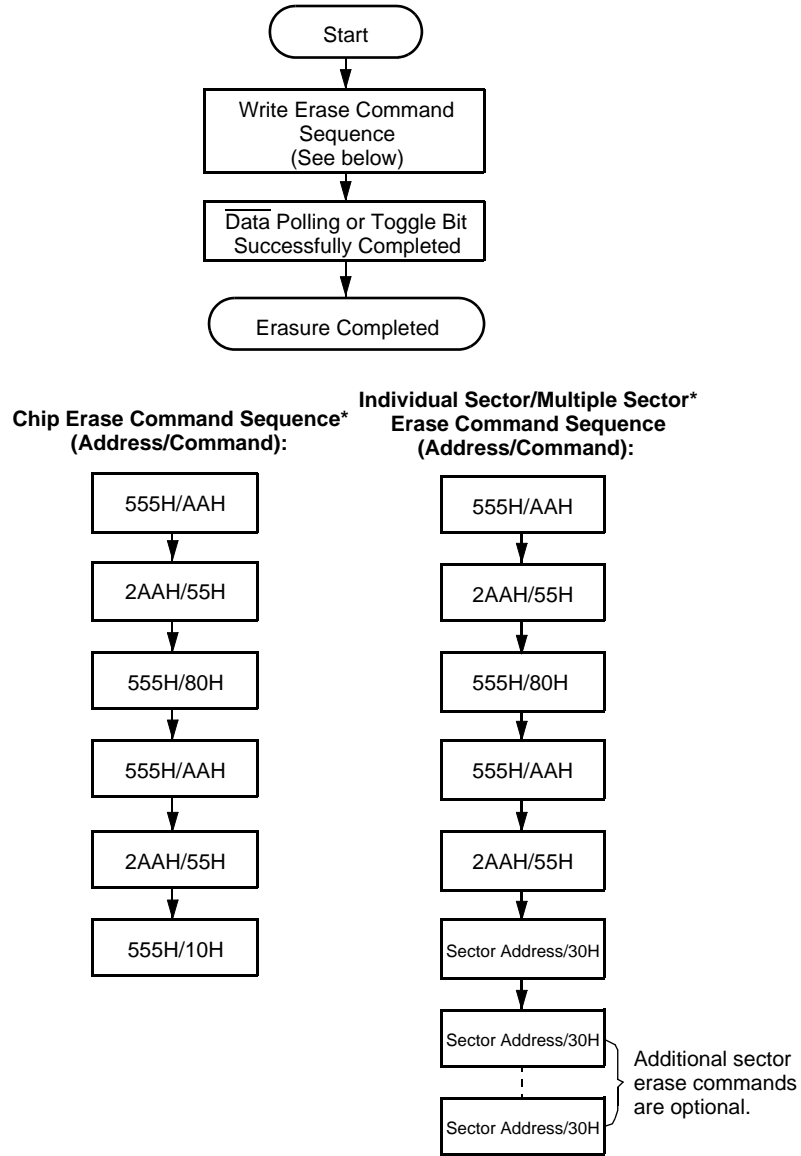 Start
Write Erase Command
Sequence
(See below)
Data Polling or Toggle Bit
Successfully Completed
Erasure Completed
Chip Erase Command Sequence*
(Address/Command):
555H/AAH
2AAH/55H
555H/80H
555H/AAH
2AAH/55H
555H/10H
Individual Sector/Multiple Sector*
Erase Command Sequence
(Address/Command):
555H/AAH
2AAH/55H
555H/80H
555H/AAH
2AAH/55H
Sector Address/30H
Sector Address/30H
Sector Address/30H
Additional sector
erase commands
are optional.